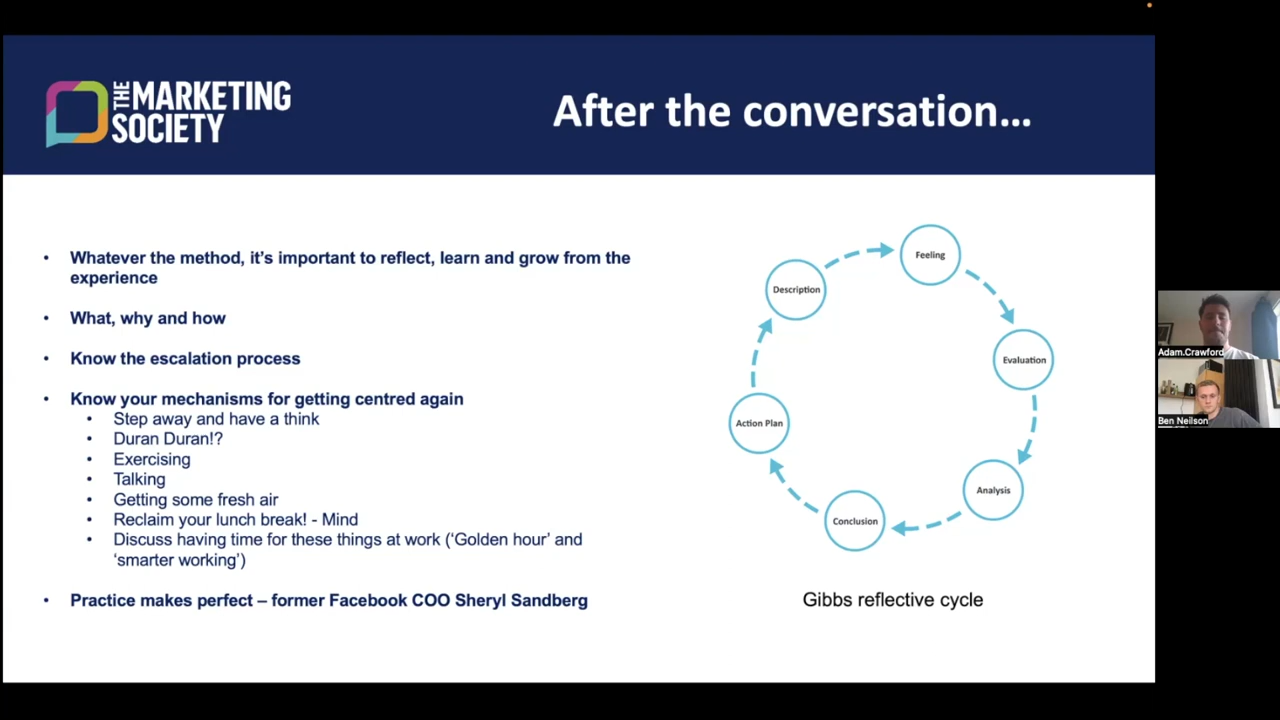 THE MARKETING
SOCIETY
After the conversation...
• Whatever the method, it's important to reflect, learn and grow from the
experience
• What, why and how
• Know the escalation process
• Know your mechanisms for getting centred again
• Step away and have a think
• Duran Duran!?
• Exercising
• Talking
• Getting some fresh air
• Reclaim your lunch break! - Mind
• Discuss having time for these things at work (‘Golden hour’ and
‘smarter working’)
• Practice makes perfect – former Facebook COO Sheryl Sandberg
Feeling
Description
Evaluation
Action Plan
Analysis
Conclusion
Gibbs reflective cycle
Adam.Crawford
Ben Neilson